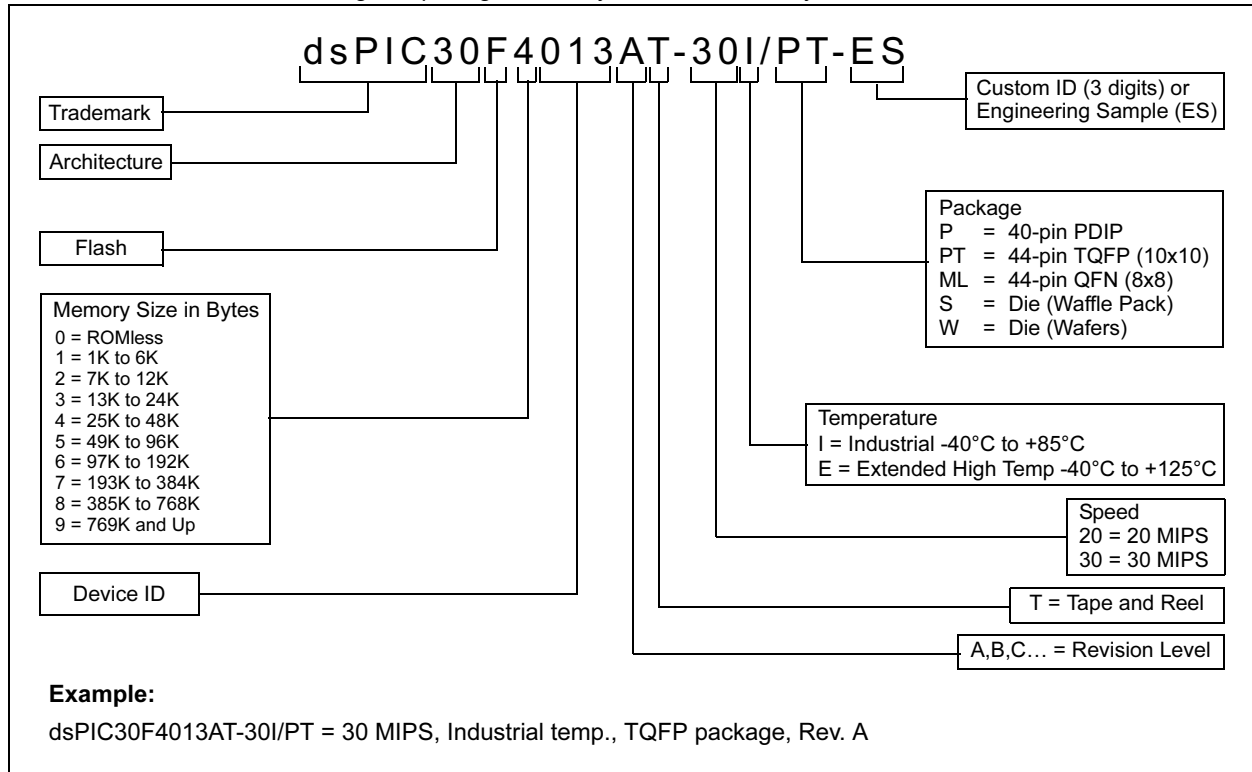 dsPIC30F4013AT-30I/PT-ES
Trademark
Architecture
Flash
Memory Size in Bytes
0 = ROMless
1 = 1K to 6K
2 = 7K to 12K
3 = 13K to 24K
4 = 25K to 48K
5 = 49K to 96K
6 = 97K to 192K
7 = 193K to 384K
8 = 385K to 768K
9 = 769K and Up
Device ID
Custom ID (3 digits) or
Engineering Sample (ES)
Package
P = 40-pin PDIP
PT = 44-pin TQFP (10x10)
ML = 44-pin QFN (8x8)
S = Die (Waffle Pack)
W = Die (Wafers)
Temperature
I = Industrial -40°C to +85°C
E = Extended High Temp -40°C to +125°C
Speed
20 = 20 MIPS
30 = 30 MIPS
T = Tape and Reel
A,B,C… = Revision Level
Example:
dsPIC30F4013AT-30I/PT = 30 MIPS, Industrial temp., TQFP package, Rev. A